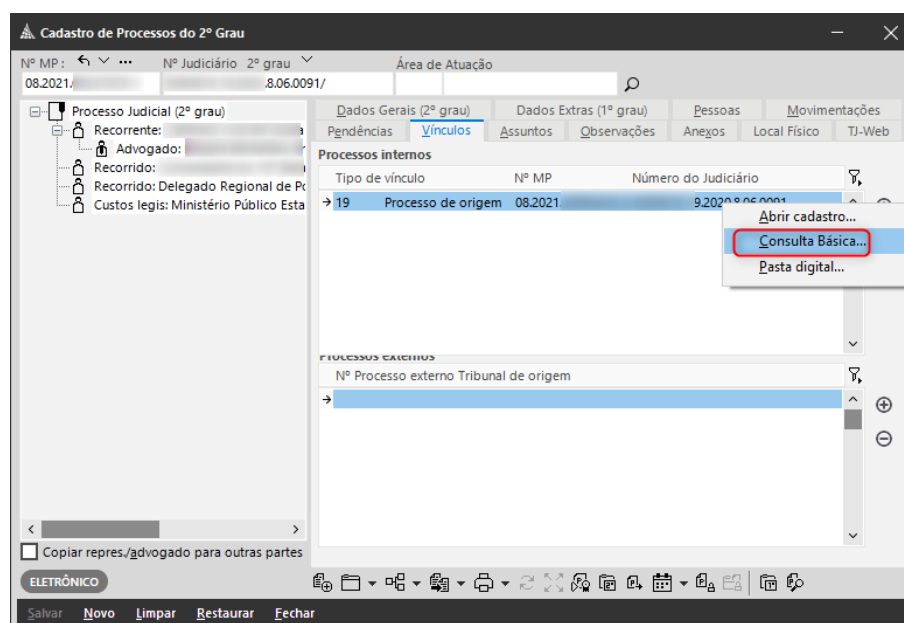 Cadastro de Processos do 2º Grau
Nº MP: Nº Judiciário 2º grau Área de Atuação
08.2021. .8.06.0091/
Processo Judicial (2º grau)
Recorrente:
Advogado:
Recorrido:
Recorrido: Delegado Regional de
Custos legis: Ministério Público Esta
Dados Gerais (2º grau) Dados Extras (1º grau) Pessoas Movimentações
Pendências Vínculos Assuntos Observações Anexos Local Físico TJ-Web
Processos internos
Tipo de vínculo Nº MP Número do Judiciário
19 Processo de origem 08.2021. 9.2020.8.06.0091
Abrir cadastro...
Consulta Básica...
Pasta digital...
Processos externos
Nº Processo externo Tribunal de origem
Copiar repres./advogado para outras partes
ELETRÔNICO
Salvar Novo Limpar Restaurar Fechar